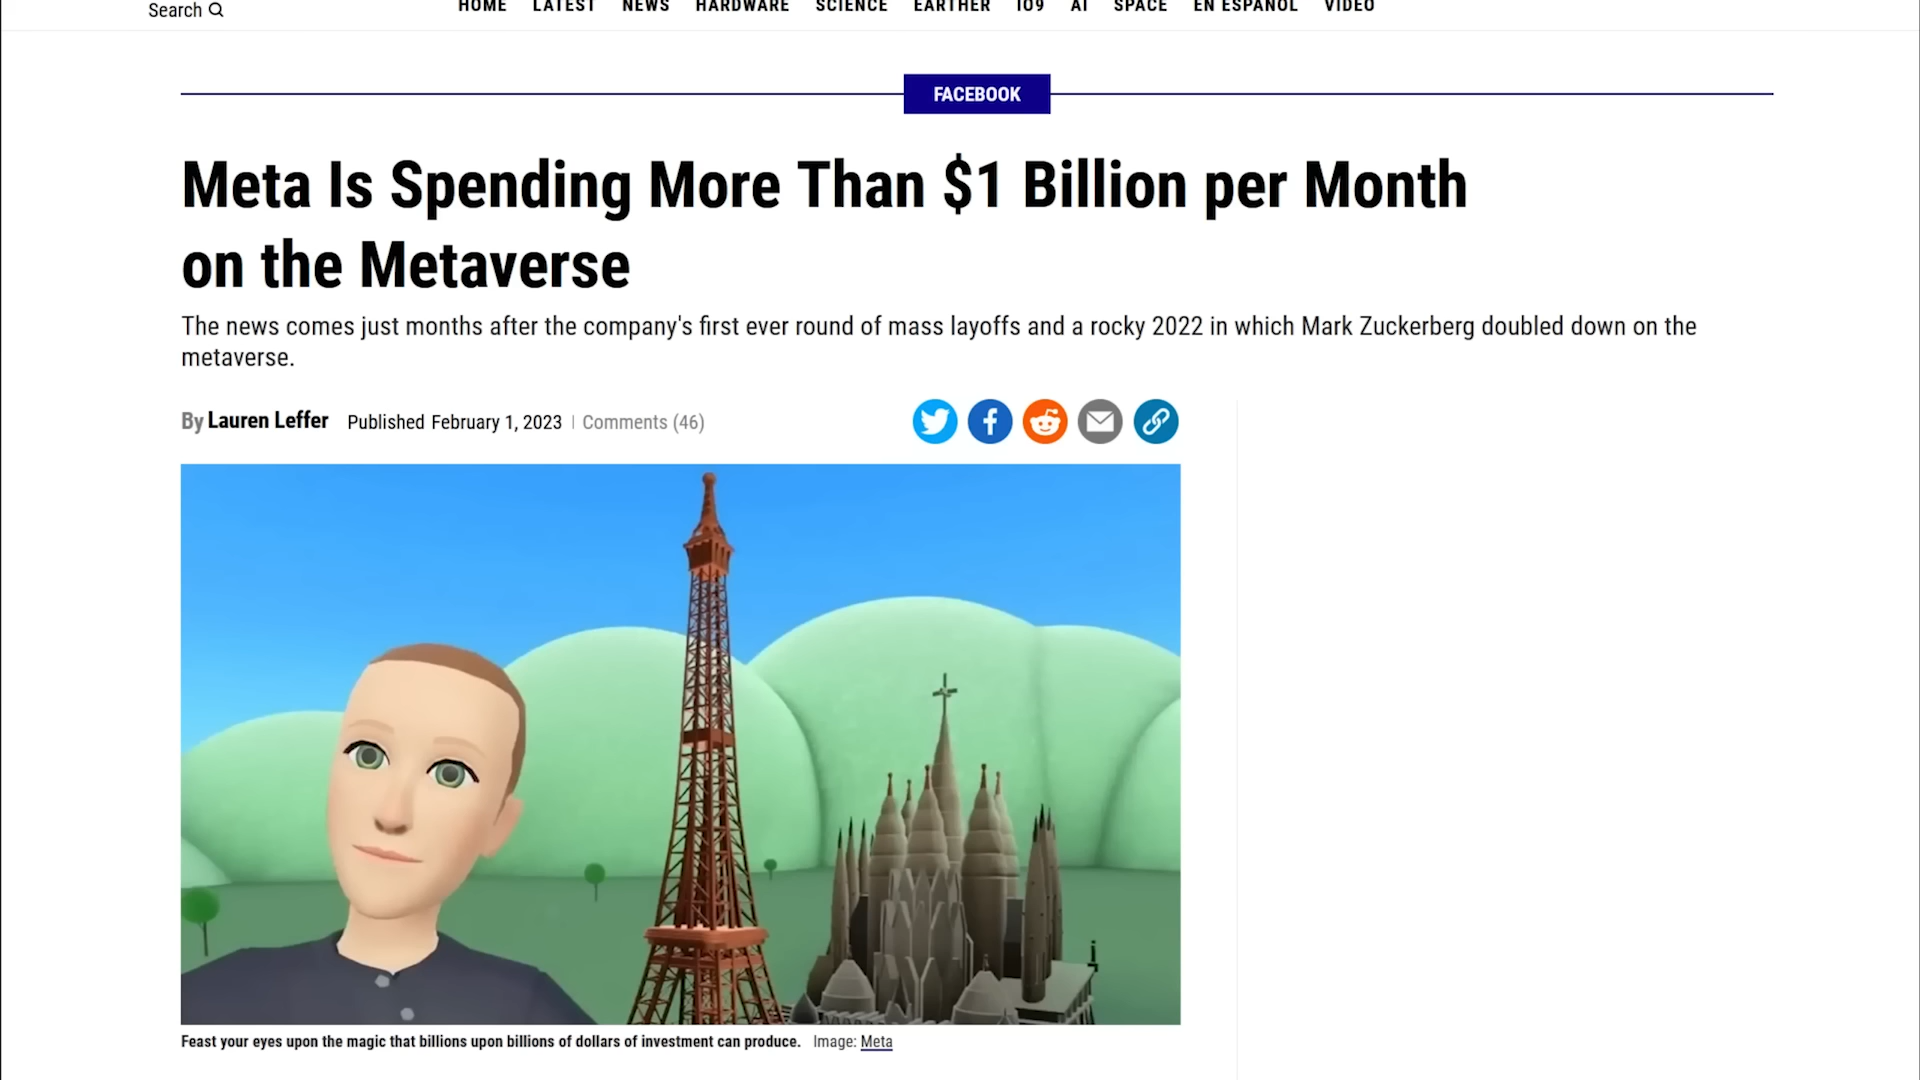 Search
HOME LATEST NEWS HARDWARE SCIENCE EARTHER IO9 AI SPACE EN ESPAÑOL VIDEO
FACEBOOK
Meta Is Spending More Than $1 Billion per Month
on the Metaverse
The news comes just months after the company's first ever round of mass layoffs and a rocky 2022 in which Mark Zuckerberg doubled down on the
metaverse.
By Lauren Leffer Published February 1, 2023 | Comments (46)
Feast your eyes upon the magic that billions upon billions of dollars of investment can produce. Image: Meta